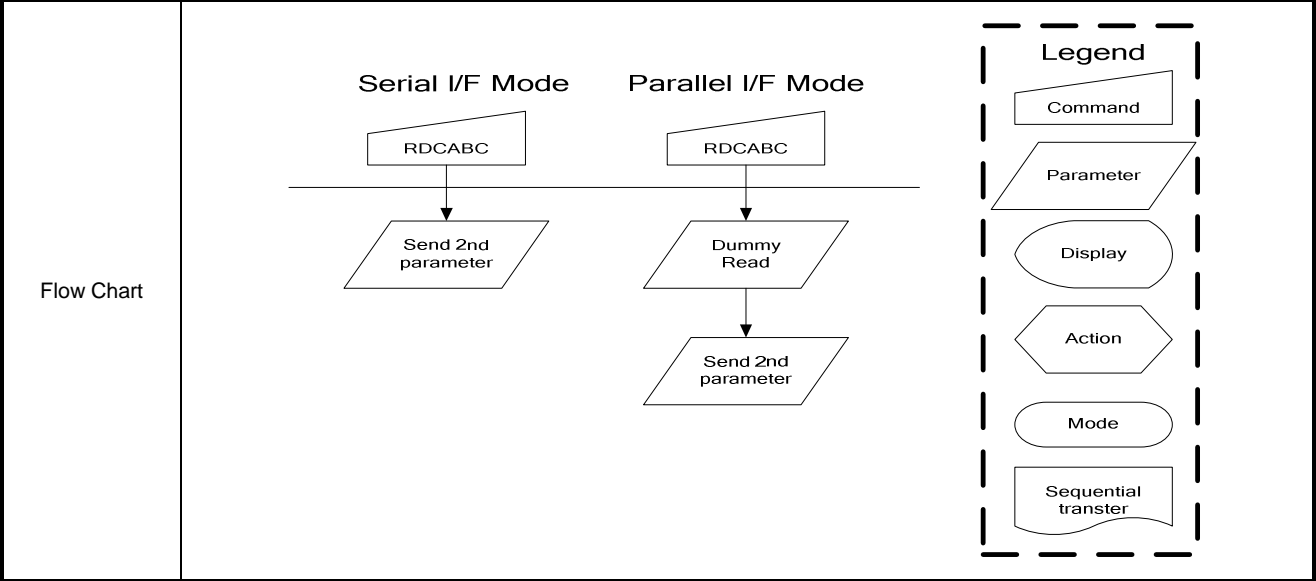 Flow Chart
Serial I/F Mode
RDCABC
Send 2nd
parameter
Parallel I/F Mode
RDCABC
Dummy
Read
Send 2nd
parameter
Legend
Command
Parameter
Display
Action
Mode
Sequential
transter